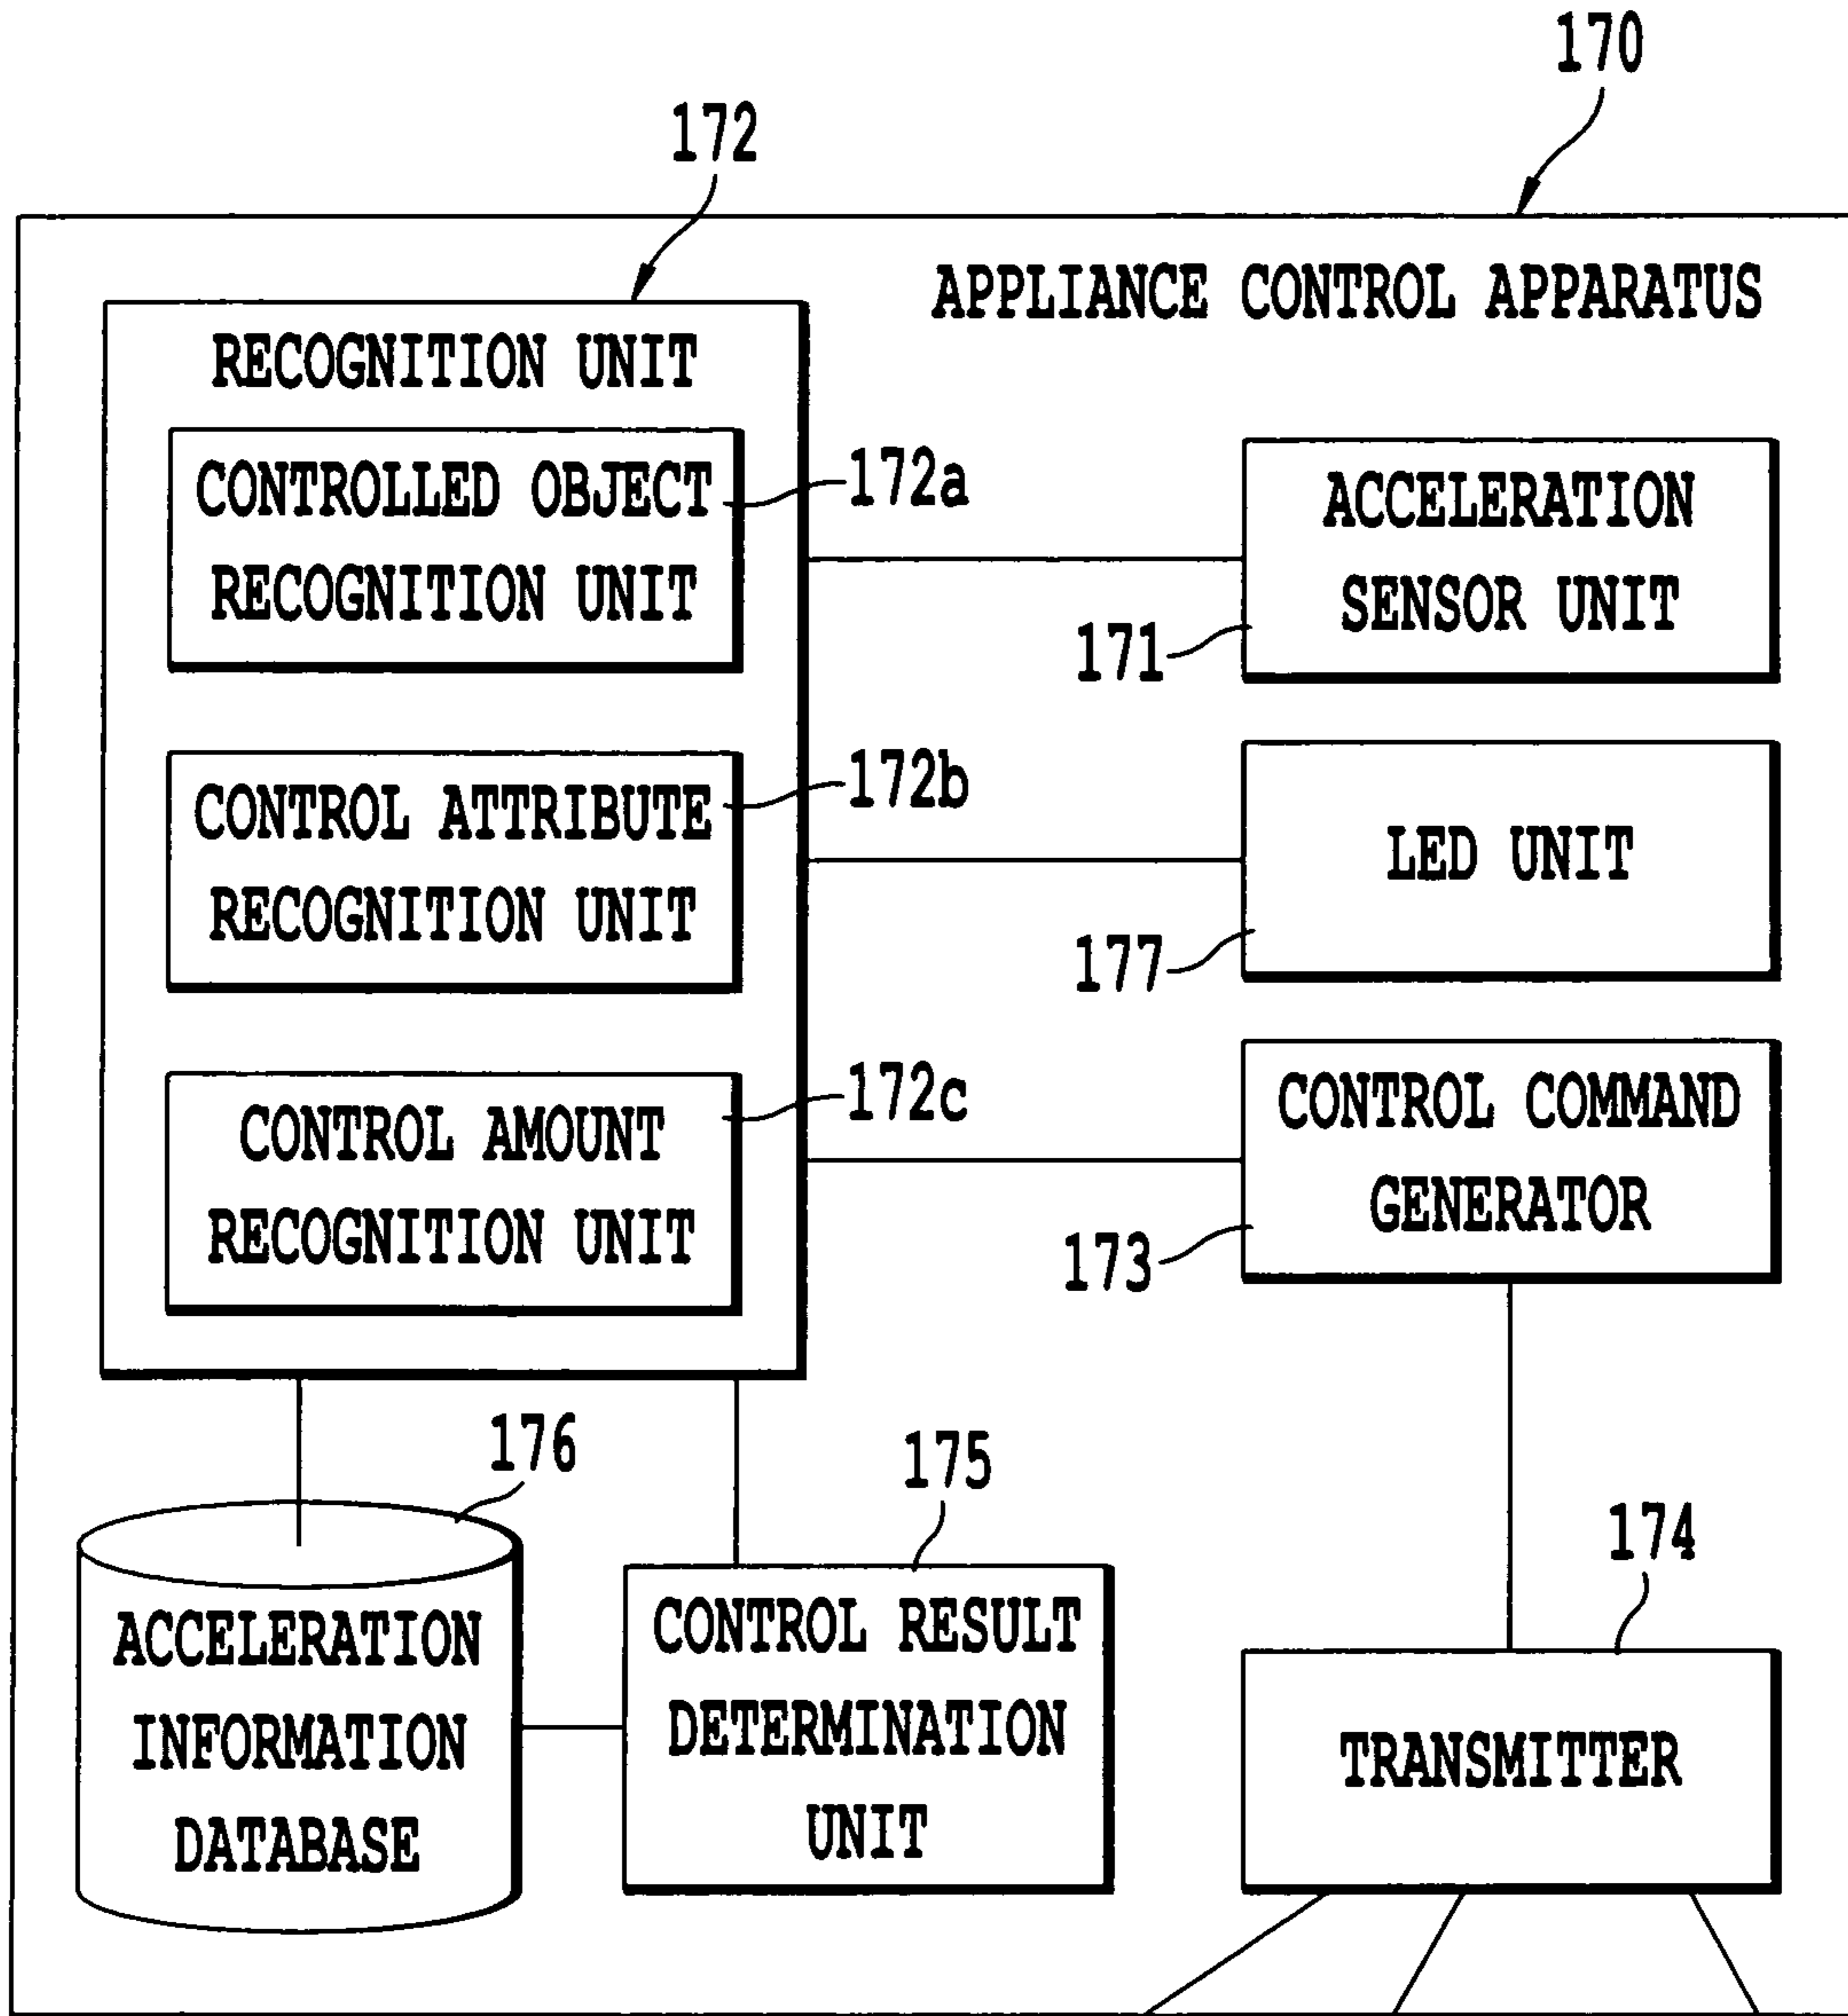 170
172
APPLIANCE CONTROL APPARATUS
RECOGNITION UNIT
CONTROLLED OBJECT
RECOGNITION UNIT
172a
ACCELERATION
SENSOR UNIT
171
CONTROL ATTRIBUTE
RECOGNITION UNIT
172b
LED UNIT
177
CONTROL AMOUNT
RECOGNITION UNIT
172c
CONTROL COMMAND
GENERATOR
173
176
ACCELERATION
INFORMATION
DATABASE
175
CONTROL RESULT
DETERMINATION
UNIT
174
TRANSMITTER